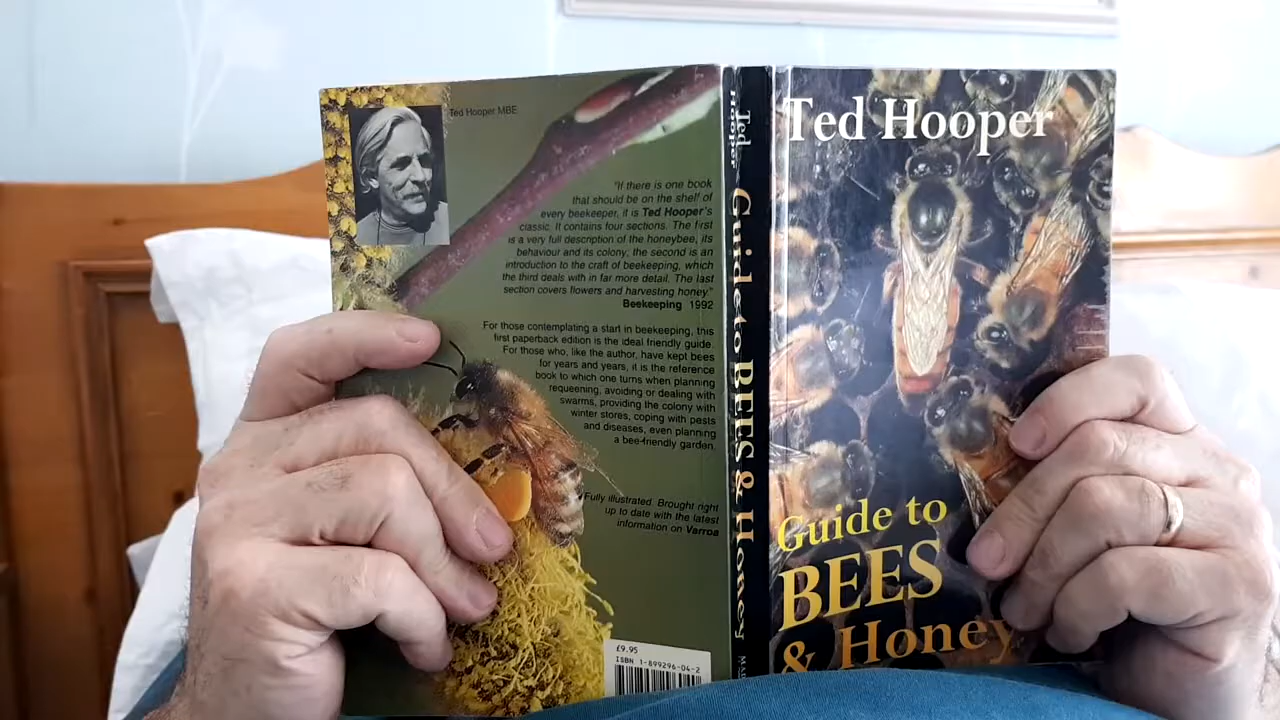 Ted Hooper MBE
"If there is one book
that should be on the shelf of
every beekeeper, it is Ted Hooper's
classic. It contains four sections. The first
is a very full description of the honeybee, its
behaviour and its colony, the second is an
introduction to the craft of beekeeping, which
the third deals with in far more detail. The last
section covers flowers and harvesting honey."
Beekeeping 1992
For those contemplating a start in beekeeping, this
first paperback edition is the ideal friendly guide.
For those who, like the author, have kept bees
for years and years, it is the reference
book to which one turns when planning
requeening, avoiding or dealing with
swarms, providing the colony with
winter stores, coping with pests
and diseases, even planning
a bee-friendly garden.
Fully illustrated. Brought right
up to date with the latest
information on Varroa
£9.95
ISBN 1-899296-04-2
Ted
Hooper
Guide to BEES & Honey
Ted Hooper
Guide to
BEES
& Honey